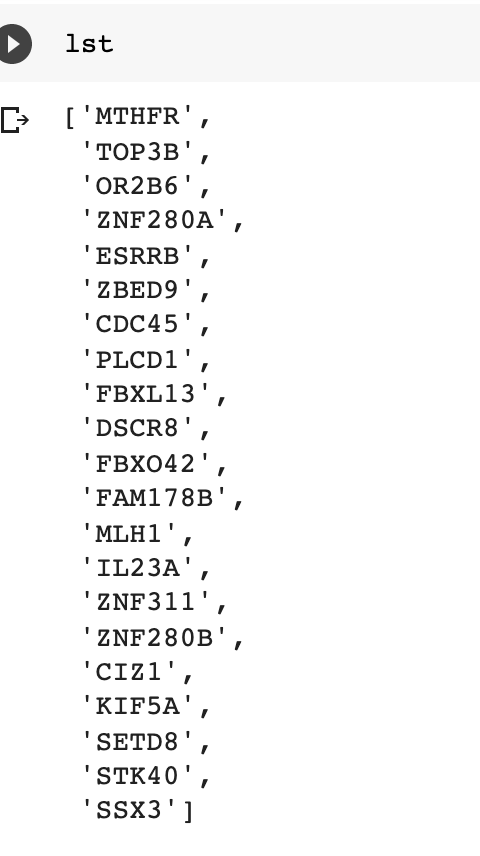 lst
['MTHFR',
'TOP3B',
'OR2B6',
'ZNF280A',
'ESRRB',
'ZBED9',
'CDC45',
'PLCD1',
'FBXL13',
'DSCR8',
'FBXO42',
'FAM178B',
'MLH1',
'IL23A',
'ZNF311',
'ZNF280B',
'CIZ1',
'KIF5A',
'SETD8',
'STK40',
'SSX3']